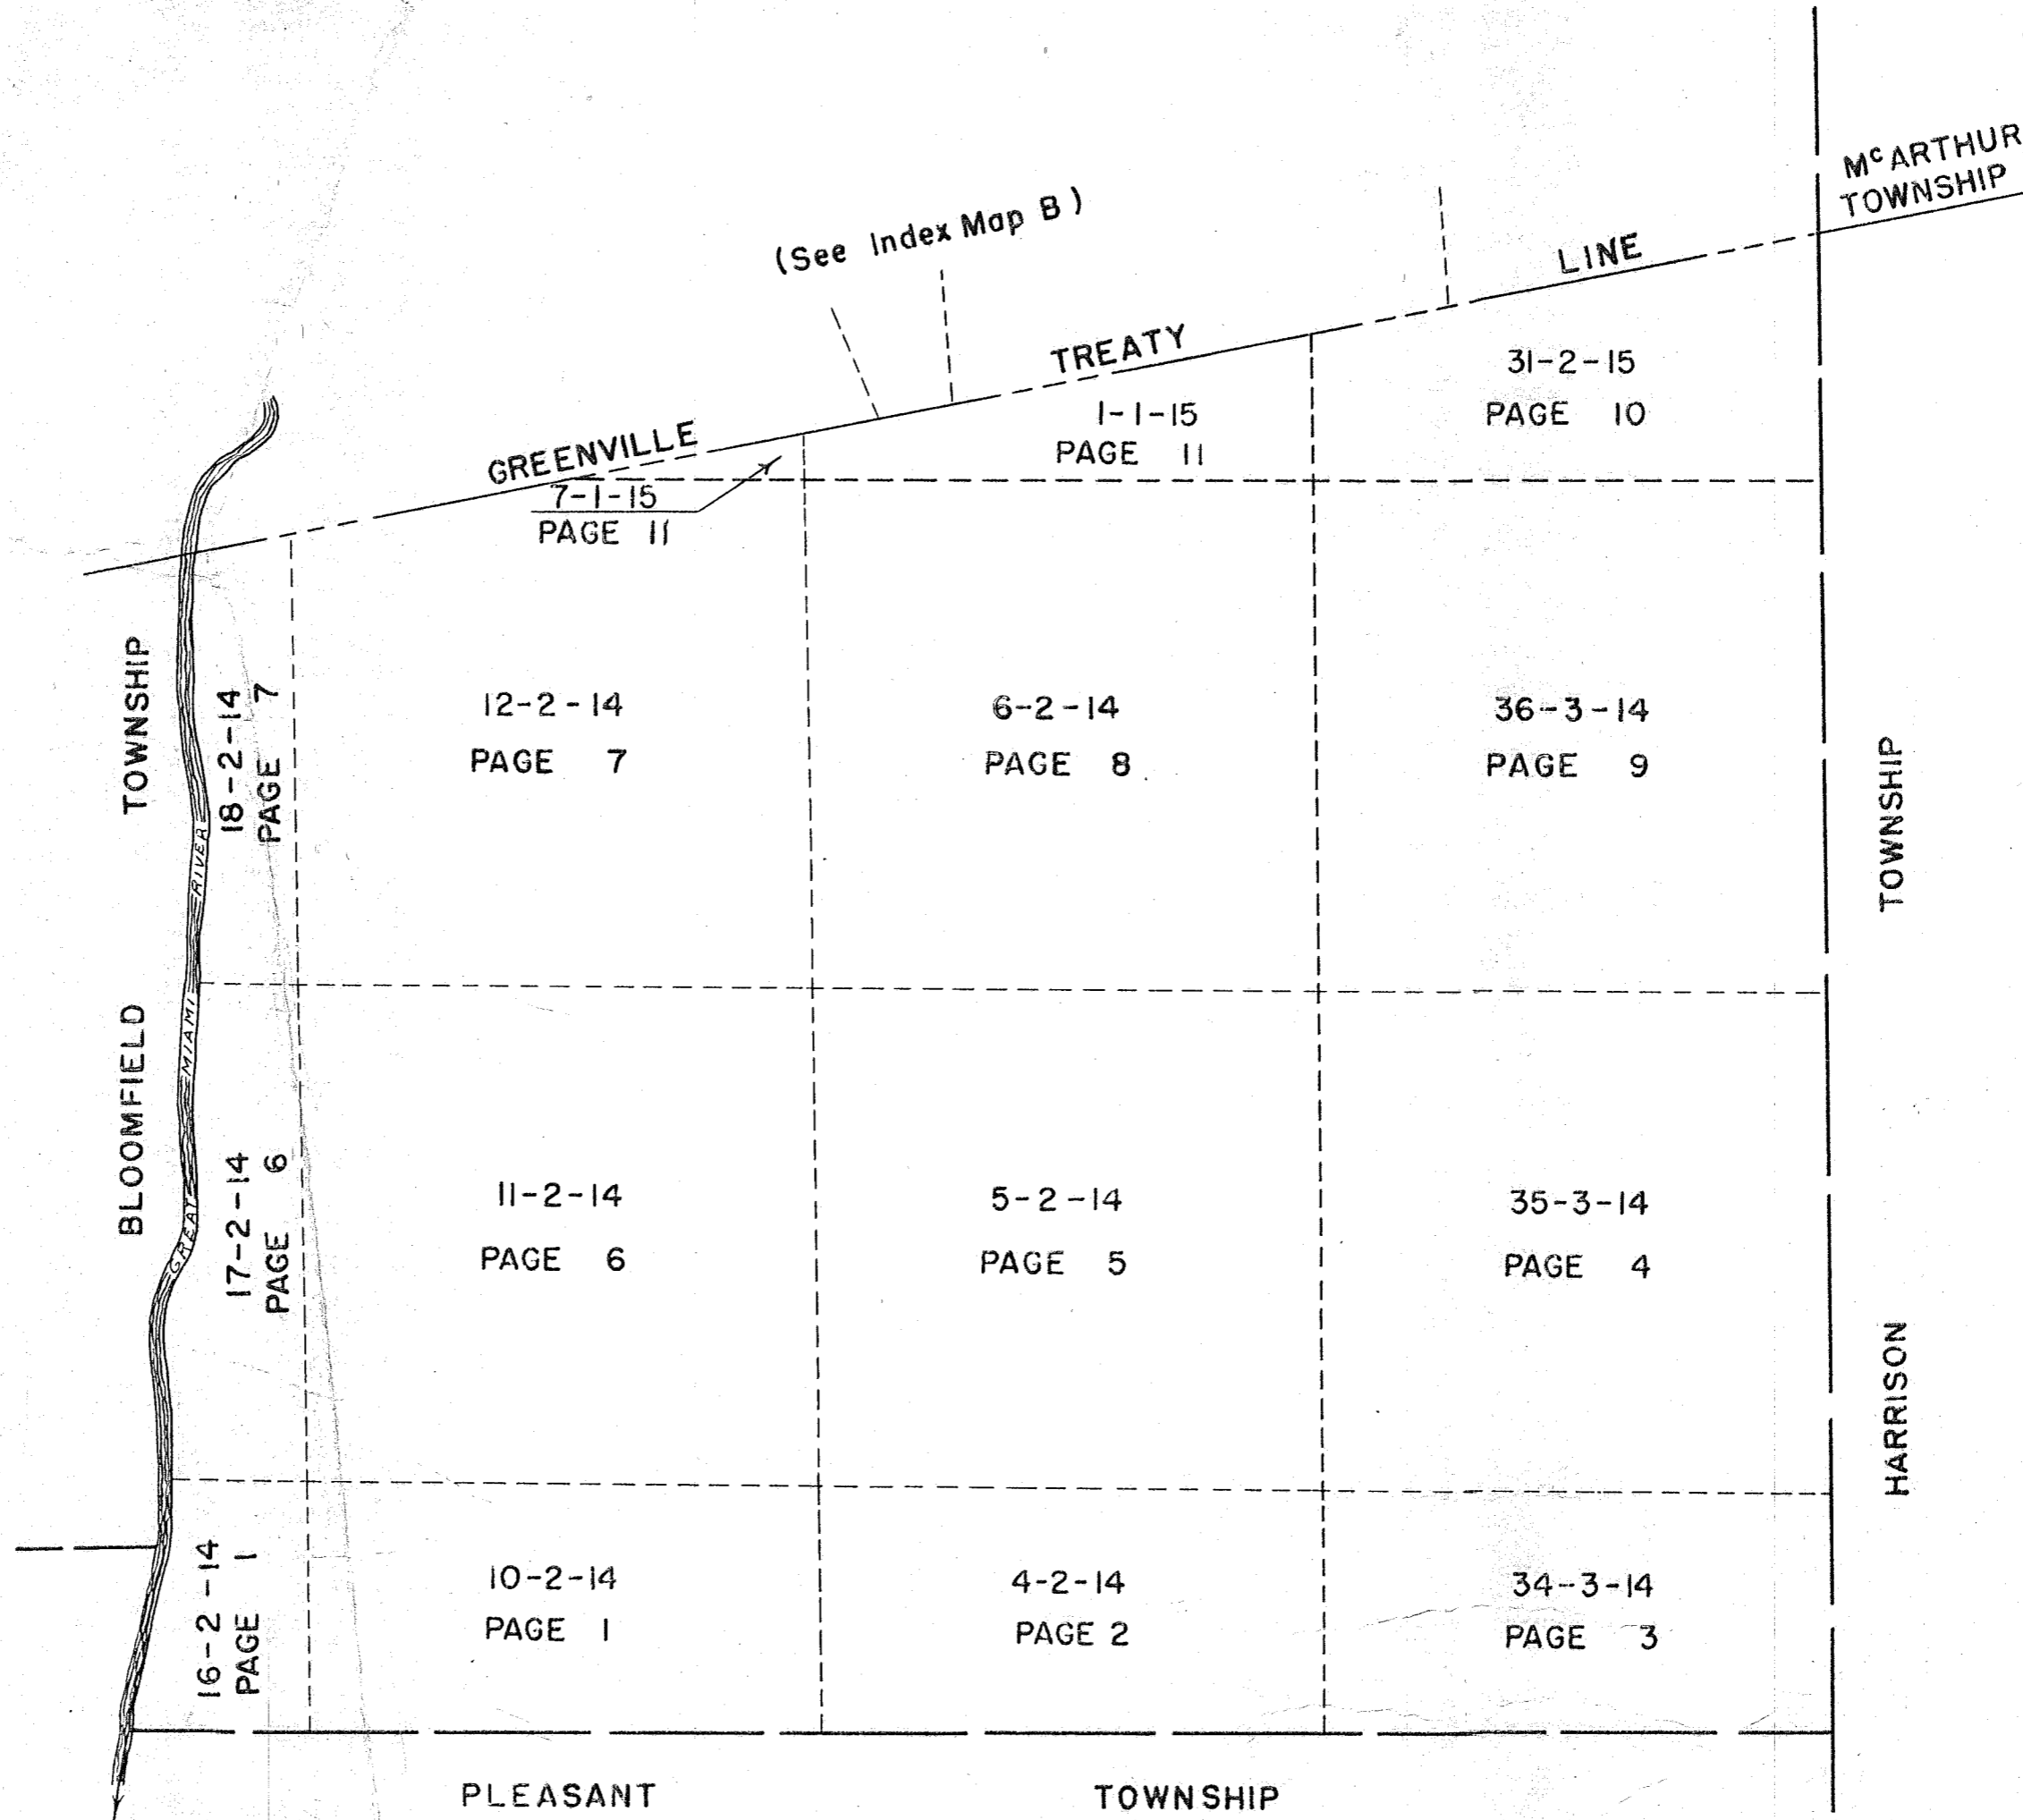 McARTHUR
TOWNSHIP
(See Index Map B)
GREENVILLE TREATY LINE
31-2-15
PAGE 10
1-1-15
PAGE 11
7-1-15
PAGE 11
TOWNSHIP
BLOOMFIELD
18-2-14
PAGE 7
12-2-14
PAGE 7
6-2-14
PAGE 8
36-3-14
PAGE 9
TOWNSHIP
HARRISON
GREAT MIAMI RIVER
17-2-14
PAGE 6
11-2-14
PAGE 6
5-2-14
PAGE 5
35-3-14
PAGE 4
16-2-14
PAGE 1
10-2-14
PAGE 1
4-2-14
PAGE 2
34-3-14
PAGE 3
PLEASANT TOWNSHIP